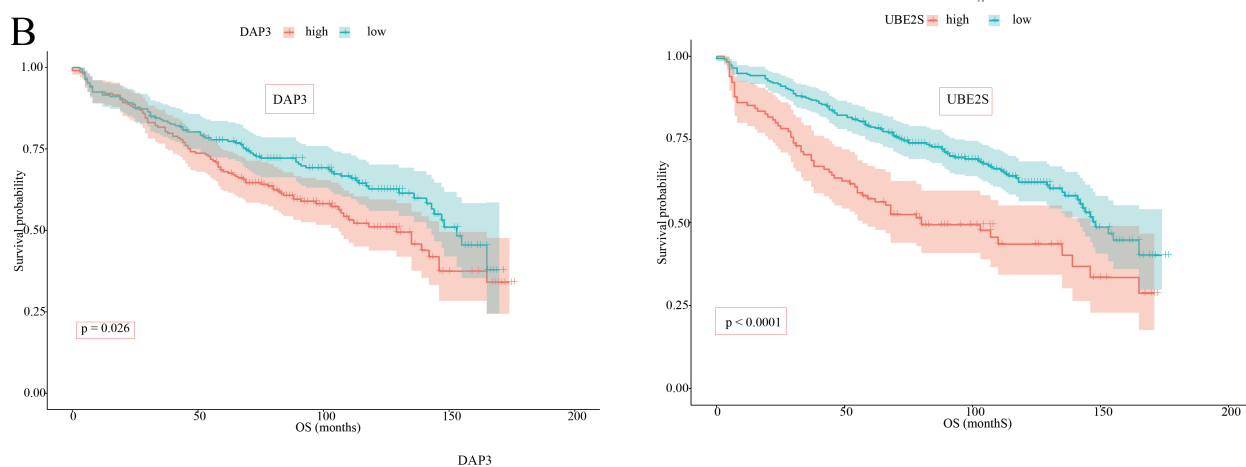 B
DAP3 high low
DAP3
Survival probability
1.00
0.75
0.50
0.25
0.00
p = 0.026
0 50 100 150 200
OS (months)
DAP3
UBE2S high low
UBE2S
Survival probability
1.00
0.75
0.50
0.25
0.00
p < 0.0001
0 50 100 150 200
OS (monthS)